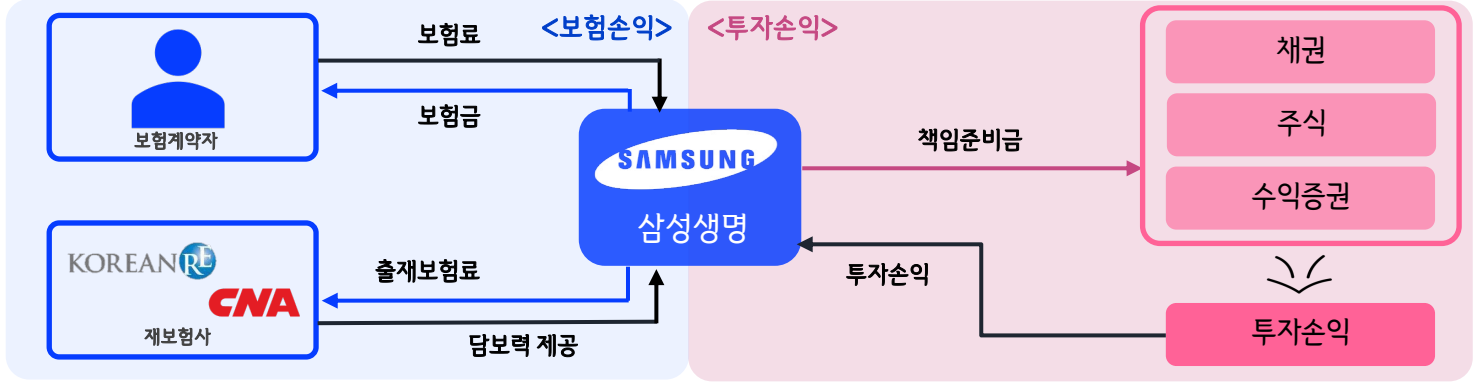 <보험손익>
보험료
보험금
보험계약자
KOREAN RE
CNA
재보험사
출재보험료
담보력 제공
SAMSUNG
삼성생명
<투자손익>
책임준비금
투자손익
채권
주식
수익증권
투자손익